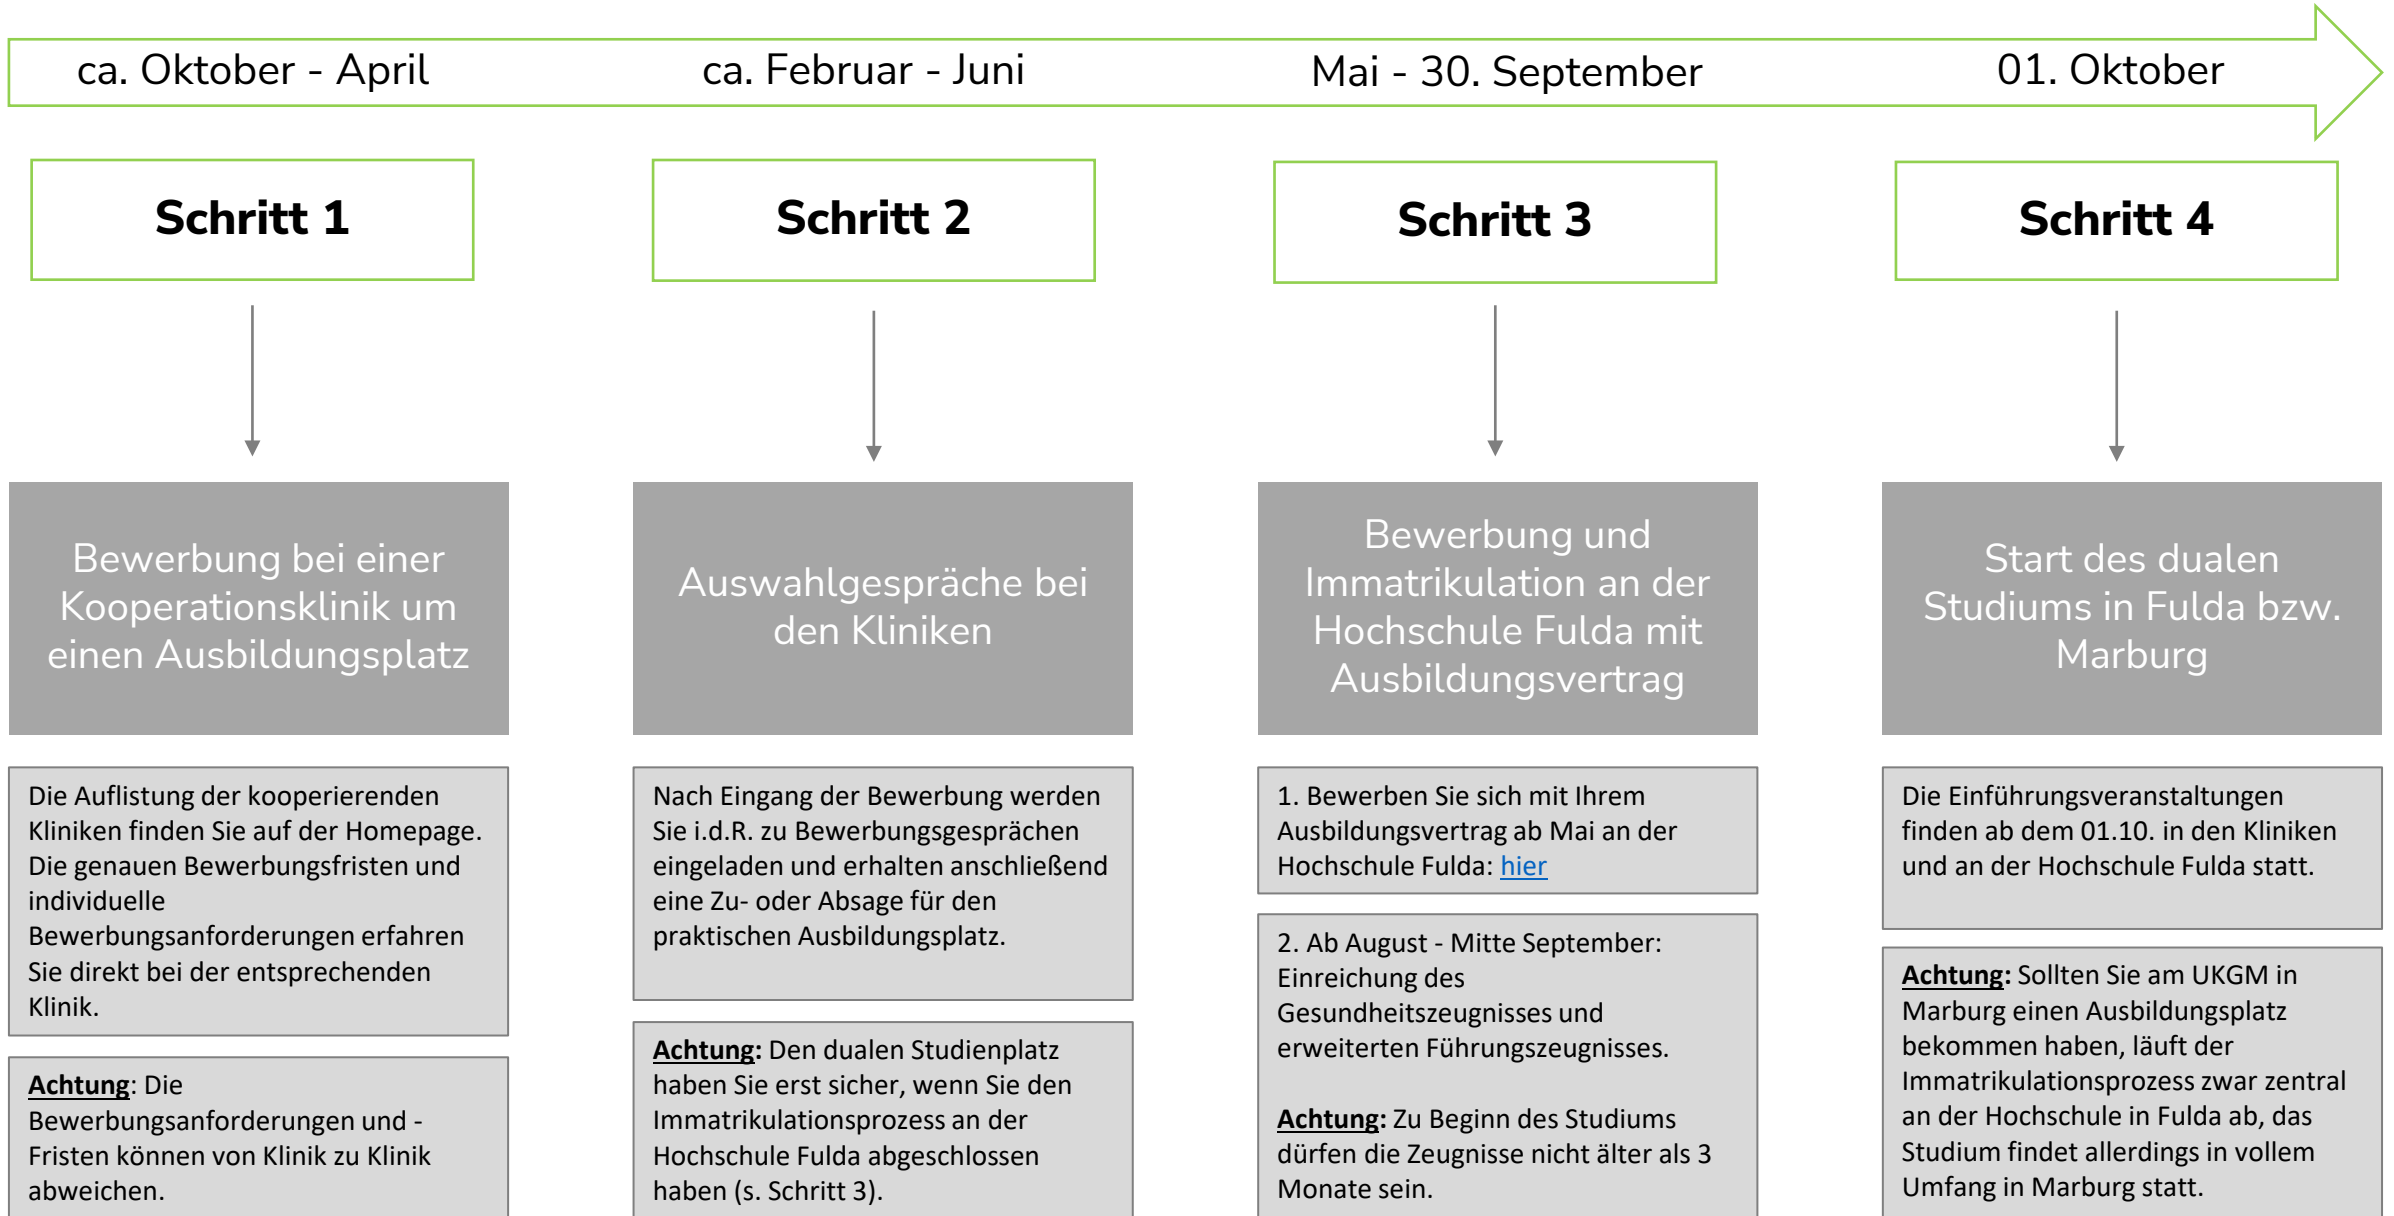 ca. Oktober - April
ca. Februar - Juni
Mai - 30. September
01. Oktober
Schritt 1
Schritt 2
Schritt 3
Schritt 4
Bewerbung bei einer
Kooperationsklinik um
einen Ausbildungsplatz
Auswahlgespräche bei
den Kliniken
Bewerbung und
Immatrikulation an der
Hochschule Fulda mit
Ausbildungsvertrag
Start des dualen
Studiums in Fulda bzw.
Marburg
Die Auflistung der kooperierenden
Kliniken finden Sie auf der Homepage.
Die genauen Bewerbungsfristen und
individuelle
Bewerbungsanforderungen erfahren
Sie direkt bei der entsprechenden
Klinik.
Achtung: Die
Bewerbungsanforderungen und -
Fristen können von Klinik zu Klinik
abweichen.
Nach Eingang der Bewerbung werden
Sie i.d.R. zu Bewerbungsgesprächen
eingeladen und erhalten anschließend
eine Zu- oder Absage für den
praktischen Ausbildungsplatz.
Achtung: Den dualen Studienplatz
haben Sie erst sicher, wenn Sie den
Immatrikulationsprozess an der
Hochschule Fulda abgeschlossen
haben (s. Schritt 3).
1. Bewerben Sie sich mit Ihrem
Ausbildungsvertrag ab Mai an der
Hochschule Fulda: hier
2. Ab August - Mitte September:
Einreichung des
Gesundheitszeugnisses und
erweiterten Führungszeugnisses.
Achtung: Zu Beginn des Studiums
dürfen die Zeugnisse nicht älter als 3
Monate sein.
Die Einführungsveranstaltungen
finden ab dem 01.10. in den Kliniken
und an der Hochschule Fulda statt.
Achtung: Sollten Sie am UKGM in
Marburg einen Ausbildungsplatz
bekommen haben, läuft der
Immatrikulationsprozess zwar zentral
an der Hochschule in Fulda ab, das
Studium findet allerdings in vollem
Umfang in Marburg statt.